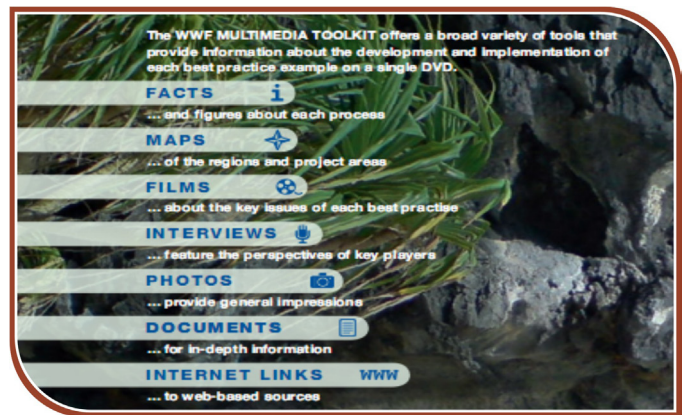 The WWF MULTIMEDIA TOOLKIT offers a broad variety of tools that
provide information about the development and implementation of
each best practice example on a single DVD.
FACTS i
... and figures about each process
MAPS
... of the regions and project areas
FILMS
... about the key issues of each best practise
INTERVIEWS
... feature the perspectives of key players
PHOTOS
... provide general impressions
DOCUMENTS
... for in-depth information
INTERNET LINKS WWW
... to web-based sources